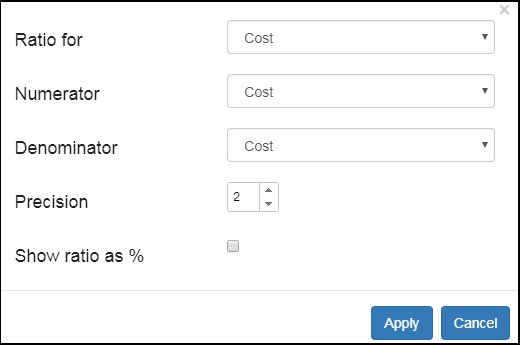 ×
Ratio for Cost
Numerator Cost
Denominator Cost
Precision 2
Show ratio as %
Apply Cancel